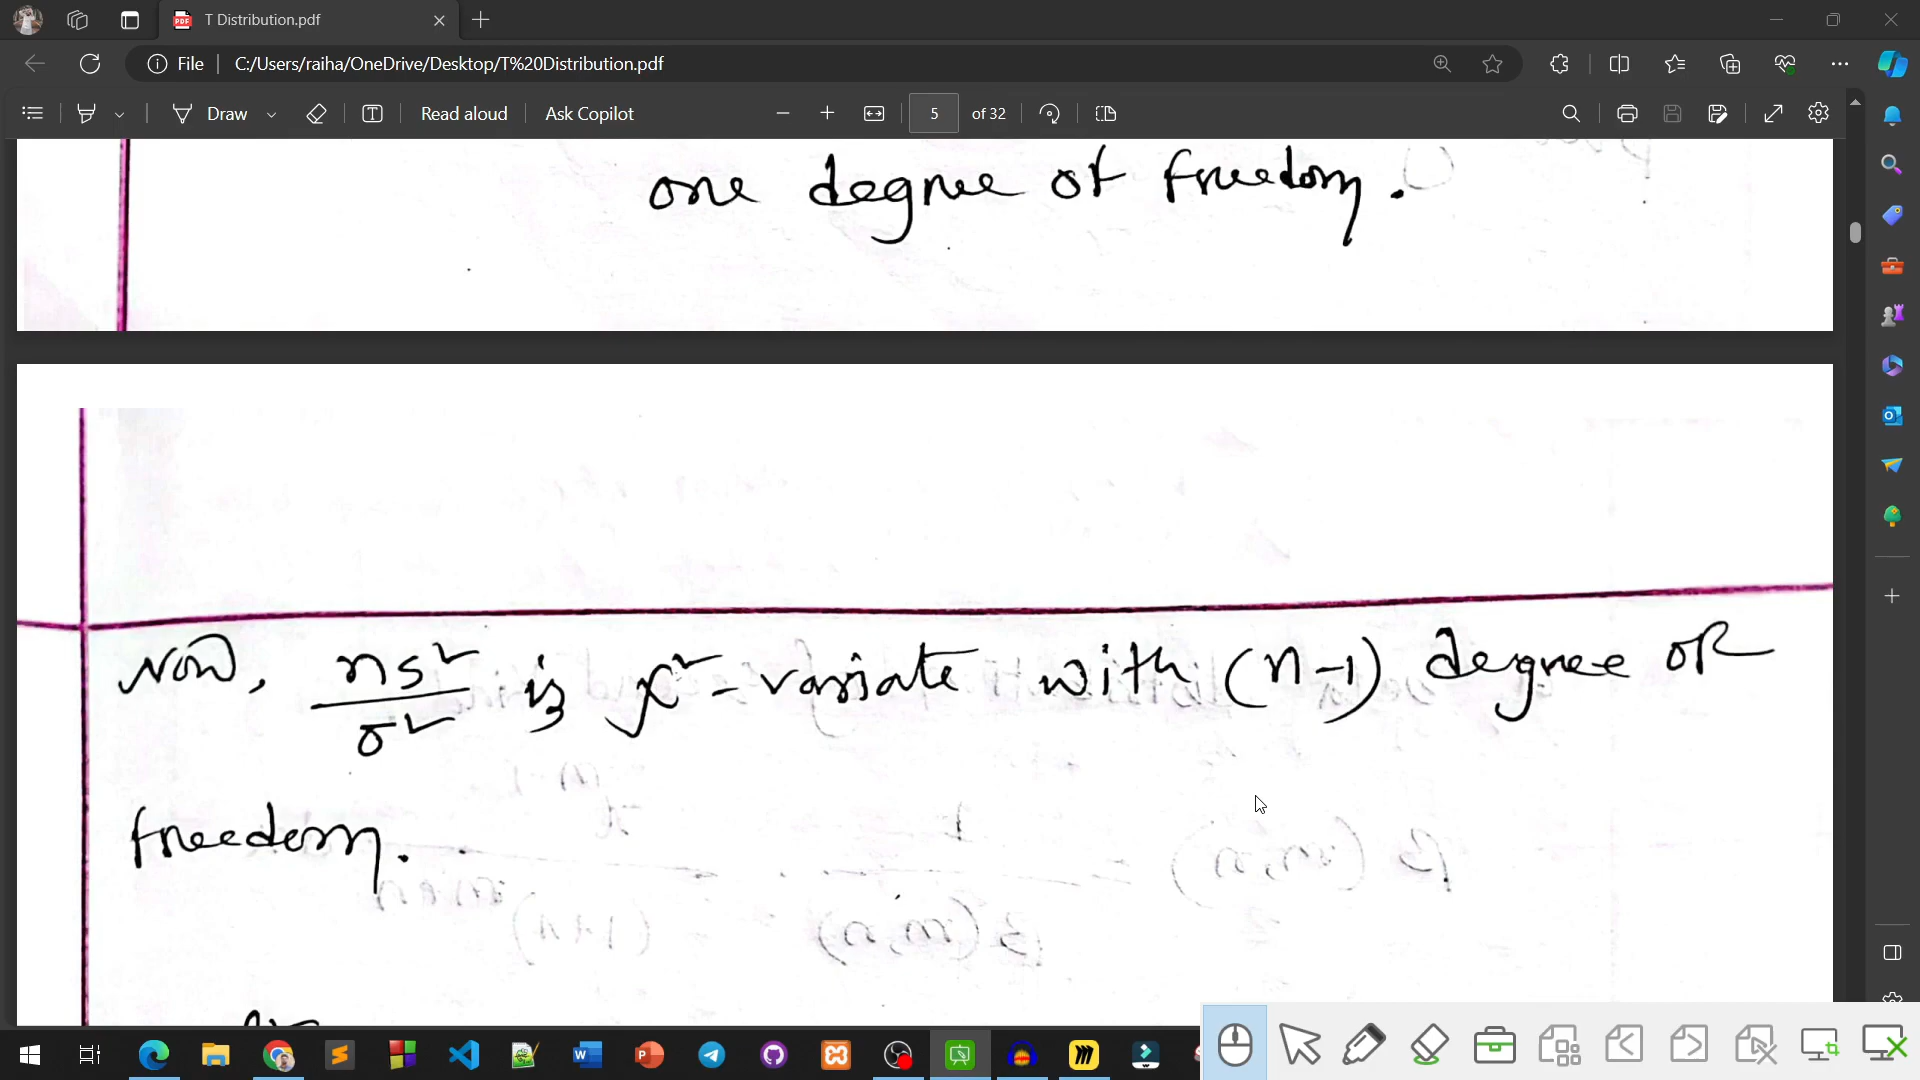 T Distribution.pdf
File C:/Users/raiha/OneDrive/Desktop/T%20Distribution.pdf
Draw Read aloud Ask Copilot 5 of 32
one degree of freedom.
Now, ns²/σ² is χ²-variate with (n-1) degree of
freedom.